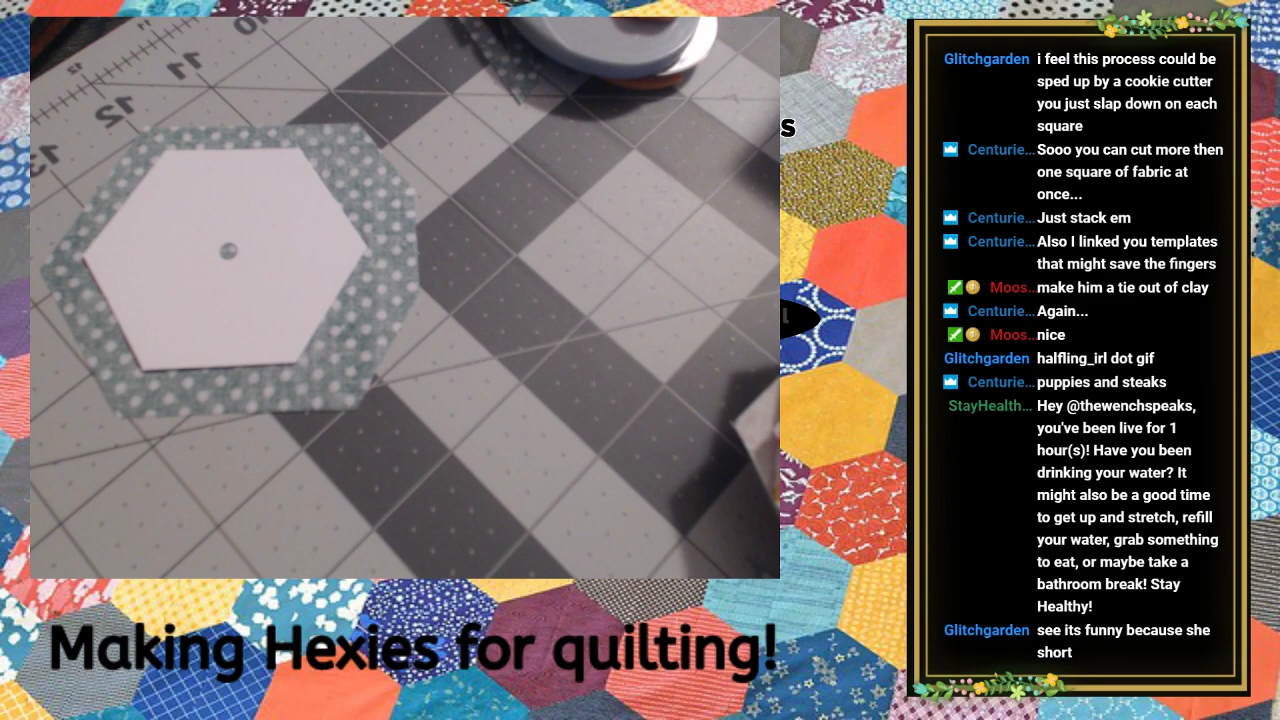 10
11
12
12
13
s
l
Making Hexies for quilting!
Glitchgarden i feel this process could be
sped up by a cookie cutter
you just slap down on each
square
Centurie... Sooo you can cut more then
one square of fabric at
once...
Centurie... Just stack em
Centurie... Also I linked you templates
that might save the fingers
Moos... make him a tie out of clay
Centurie... Again...
Moos... nice
Glitchgarden halfling_irl dot gif
Centurie... puppies and steaks
StayHealth... Hey @thewenchspeaks,
you've been live for 1
hour(s)! Have you been
drinking your water? It
might also be a good time
to get up and stretch, refill
your water, grab something
to eat, or maybe take a
bathroom break! Stay
Healthy!
Glitchgarden see its funny because she
short